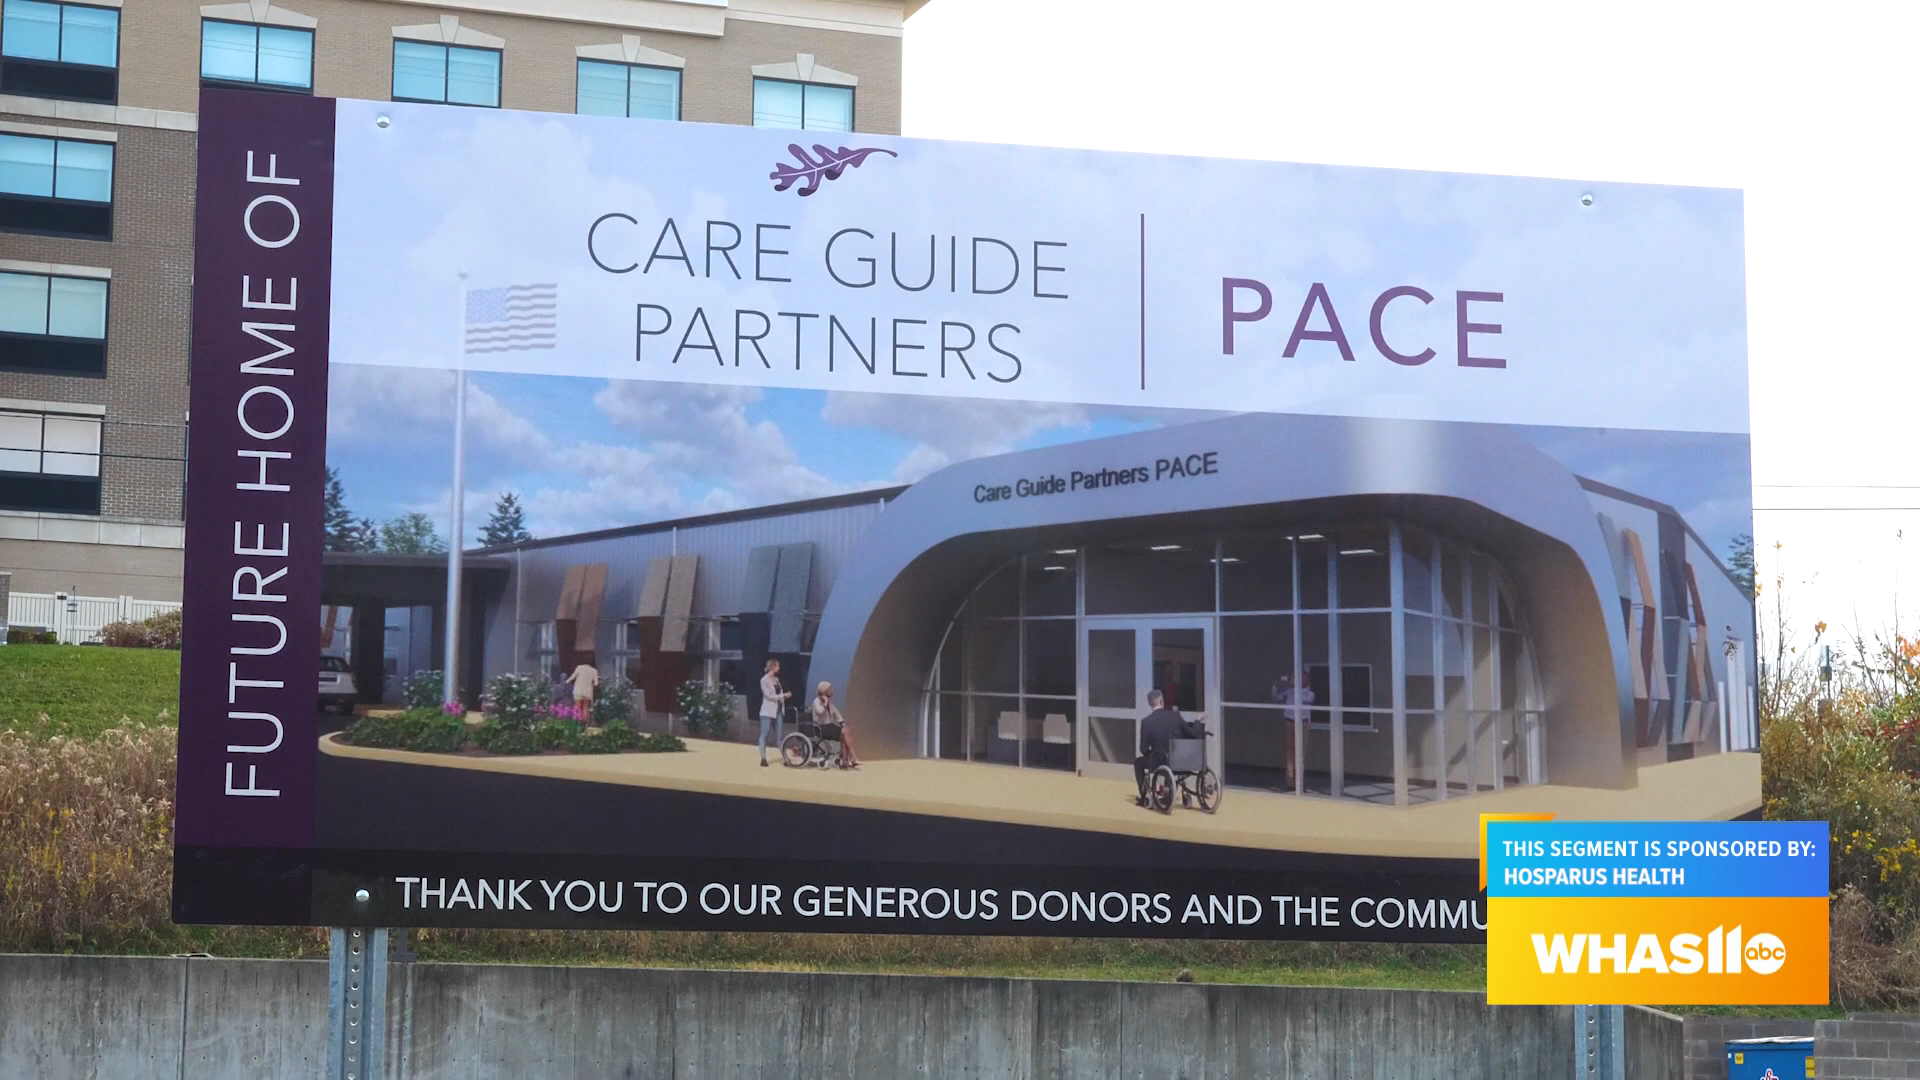 FUTURE HOME OF
CARE GUIDE
PARTNERS
PACE
Care Guide Partners PACE
THANK YOU TO OUR GENEROUS DONORS AND THE COMMU
THIS SEGMENT IS SPONSORED BY:
HOSPARUS HEALTH
WHAS11 abc